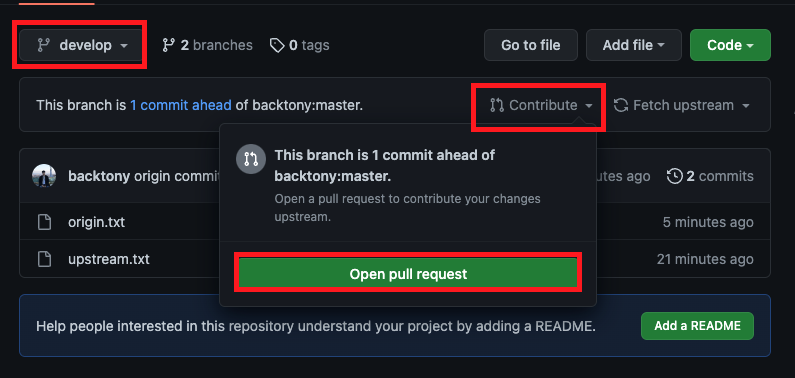 develop
2 branches
0 tags
Go to file
Add file
Code
This branch is 1 commit ahead of backtony:master.
Contribute
Fetch upstream
This branch is 1 commit ahead of
backtony:master.
Open a pull request to contribute your changes
upstream.
Open pull request
backtony origin commit
utes ago
2 commits
origin.txt
5 minutes ago
upstream.txt
21 minutes ago
Help people interested in this repository understand your project by adding a README.
Add a README